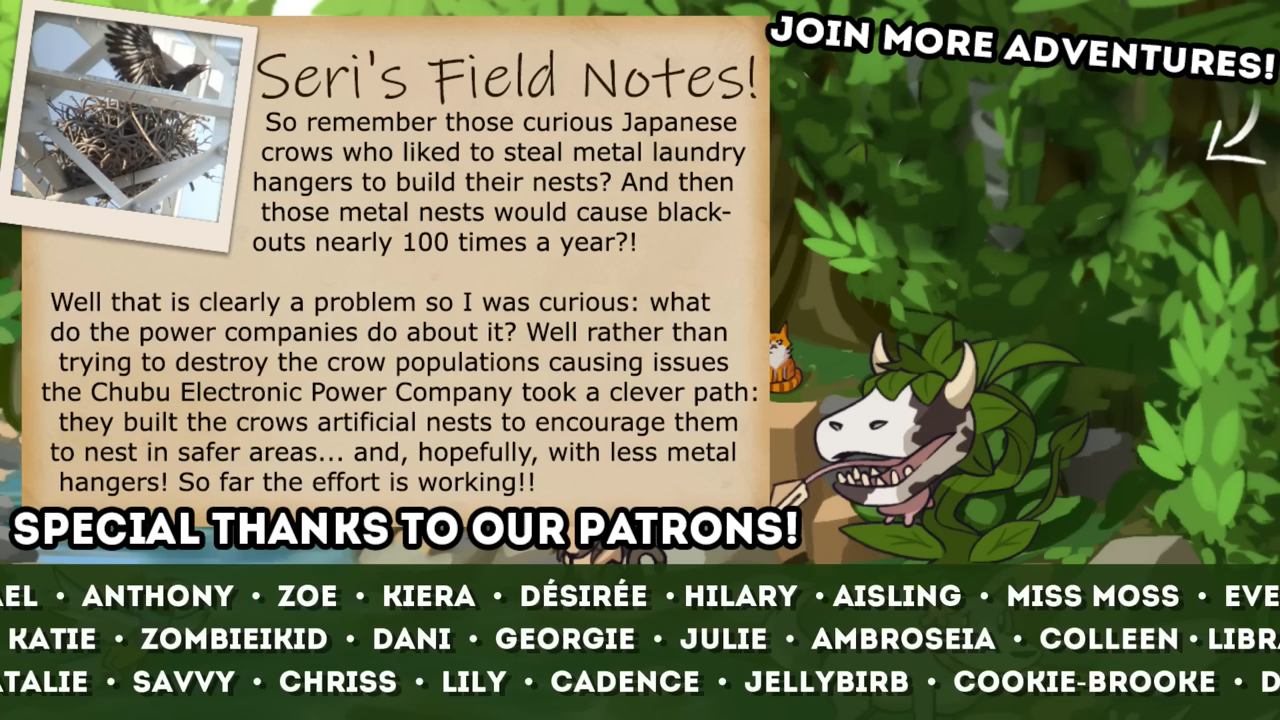 JOIN MORE ADVENTURES!
Seri's Field Notes!
So remember those curious Japanese
crows who liked to steal metal laundry
hangers to build their nests? And then
those metal nests would cause black-
outs nearly 100 times a year?!
Well that is clearly a problem so I was curious: what
do the power companies do about it? Well rather than
trying to destroy the crow populations causing issues
the Chubu Electronic Power Company took a clever path:
they built the crows artificial nests to encourage them
to nest in safer areas... and, hopefully, with less metal
hangers! So far the effort is working!!
SPECIAL THANKS TO OUR PATRONS!
AEL • ANTHONY • ZOE • KIERA • DÉSIRÉE • HILARY • AISLING • MISS MOSS • EVE
KATIE • ZOMBIEIKID • DANI • GEORGIE • JULIE • AMBROSEIA • COLLEEN • LIBRA
ATALIE • SAVVY • CHRISS • LILY • CADENCE • JELLYBIRB • COOKIE-BROOKE • D